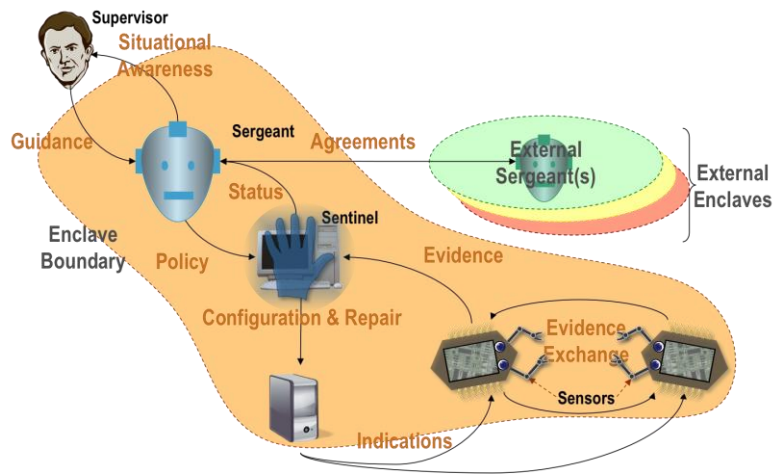 Supervisor
Situational
Awareness
Guidance
Sergeant
Agreements
External
Sergeant(s)
External
Enclaves
Status
Sentinel
Enclave
Boundary
Policy
Evidence
Configuration & Repair
Evidence
Exchange
Sensors
Indications